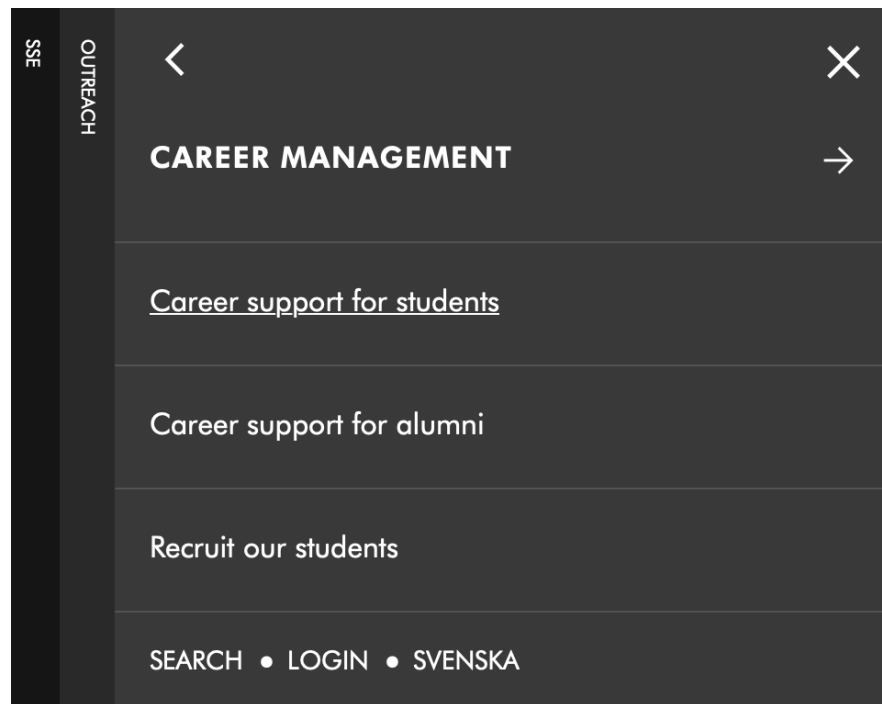 SSE
OUTREACH
CAREER MANAGEMENT
Career support for students
Career support for alumni
Recruit our students
SEARCH ● LOGIN ● SVENSKA